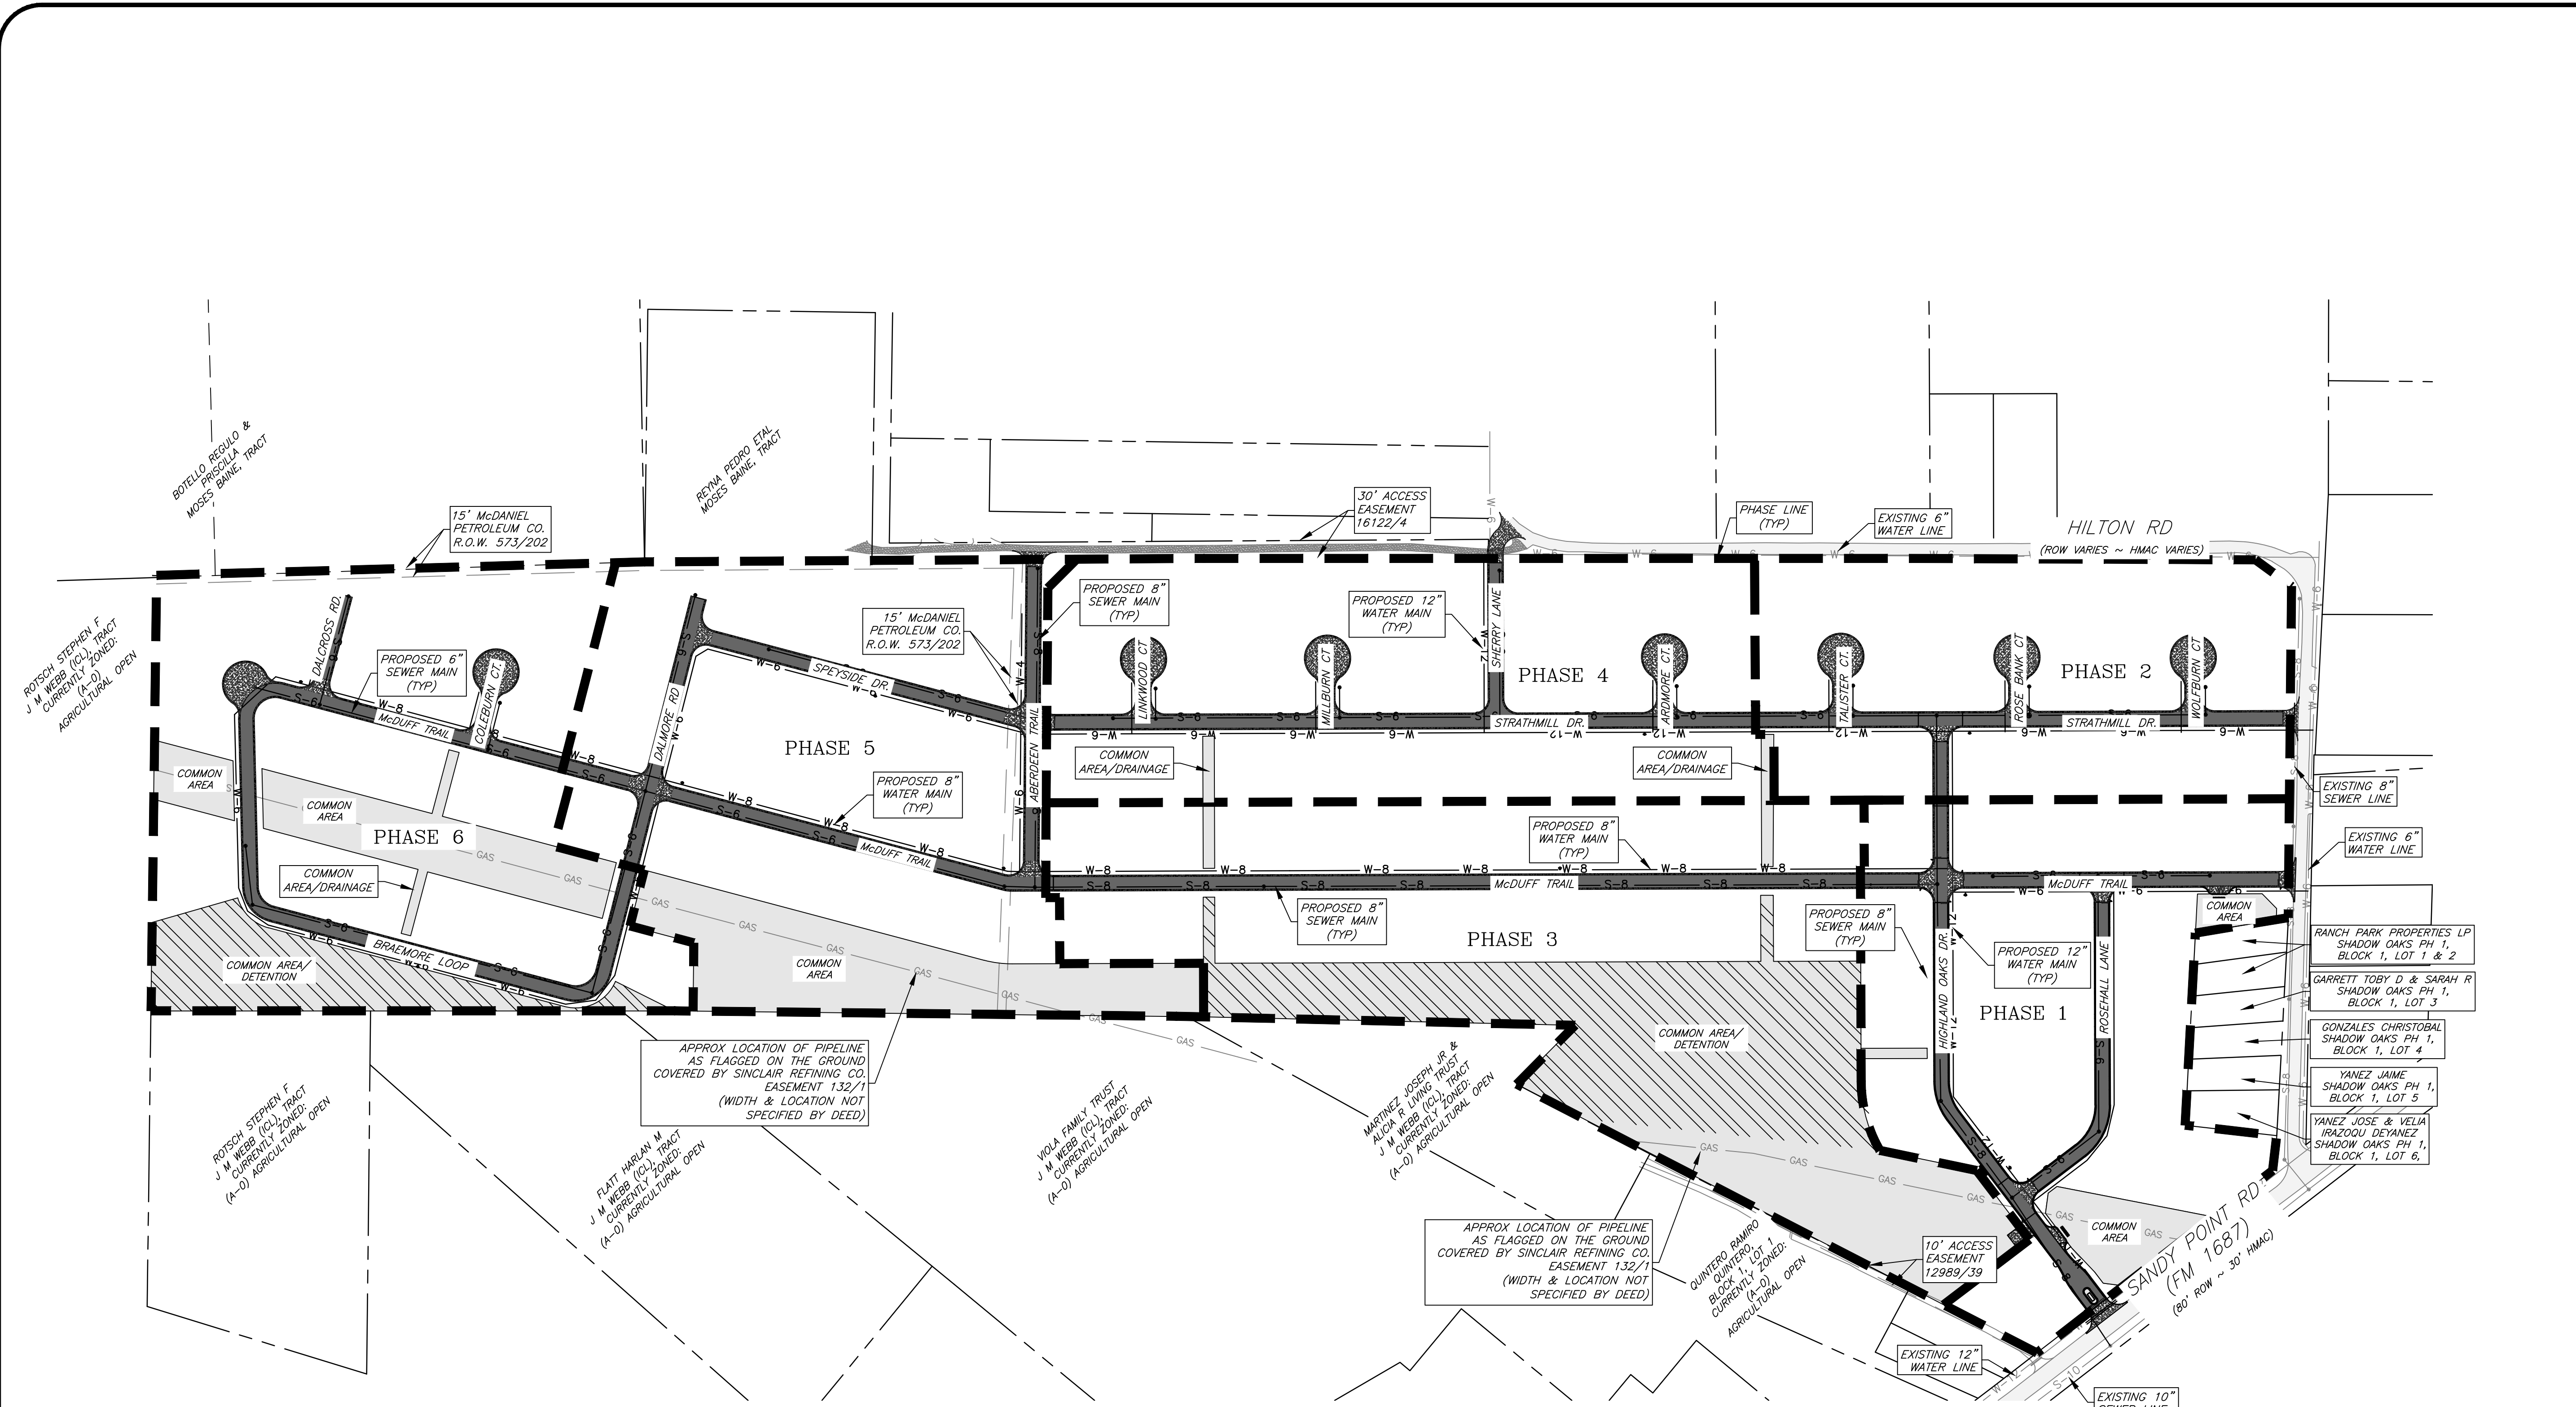 BOTELLO REGULO &
PRISCILLA
MOSES BAINE, TRACT
REYNA PEDRO ETAL
MOSES BAINE, TRACT
15' McDANIEL
PETROLEUM CO.
R.O.W. 573/202
30' ACCESS
EASEMENT
16122/4
PHASE LINE
(TYP)
EXISTING 6"
WATER LINE
HILTON RD
(ROW VARIES ~ HMAC VARIES)
ROTSCH STEPHEN F
J M WEBB (ICL), TRACT
CURRENTLY ZONED:
(A-O)
AGRICULTURAL OPEN
DALCROSS RD.
PROPOSED 6"
SEWER MAIN
(TYP)
COLEBURN CT.
McDUFF TRAIL
DALMORE RD
SPEYSIDE DR.
15' McDANIEL
PETROLEUM CO.
R.O.W. 573/202
PROPOSED 8"
SEWER MAIN
(TYP)
ABERDEEN TRAIL
LINKWOOD CT
MILLBURN CT
PROPOSED 12"
WATER MAIN
(TYP)
SHERRY LANE
PHASE 4
ARDMORE CT.
TALISTER CT.
ROSE BANK CT
PHASE 2
WOLFBURN CT
STRATHMILL DR.
STRATHMILL DR.
PHASE 5
PROPOSED 8"
WATER MAIN
(TYP)
COMMON
AREA/DRAINAGE
COMMON
AREA/DRAINAGE
EXISTING 8"
SEWER LINE
EXISTING 6"
WATER LINE
COMMON
AREA
COMMON
AREA
PHASE 6
COMMON
AREA/DRAINAGE
McDUFF TRAIL
PROPOSED 8"
WATER MAIN
(TYP)
McDUFF TRAIL
McDUFF TRAIL
PROPOSED 8"
SEWER MAIN
(TYP)
PHASE 3
PROPOSED 8"
SEWER MAIN
(TYP)
HIGHLAND OAKS DR.
PROPOSED 12"
WATER MAIN
(TYP)
PHASE 1
ROSEHALL LANE
COMMON
AREA
RANCH PARK PROPERTIES LP
SHADOW OAKS PH 1,
BLOCK 1, LOT 1 & 2
GARRETT TOBY D & SARAH R
SHADOW OAKS PH 1,
BLOCK 1, LOT 3
GONZALES CHRISTOBAL
SHADOW OAKS PH 1,
BLOCK 1, LOT 4
YANEZ JAIME
SHADOW OAKS PH 1,
BLOCK 1, LOT 5
YANEZ JOSE & VELIA
IRAZOQU DEYANEZ
SHADOW OAKS PH 1,
BLOCK 1, LOT 6,
BRAEMORE LOOP
COMMON AREA/
DETENTION
COMMON
AREA
COMMON AREA/
DETENTION
APPROX LOCATION OF PIPELINE
AS FLAGGED ON THE GROUND
COVERED BY SINCLAIR REFINING CO.
EASEMENT 132/1
(WIDTH & LOCATION NOT
SPECIFIED BY DEED)
ROTSCH STEPHEN F
J M WEBB (ICL), TRACT
CURRENTLY ZONED:
(A-O) AGRICULTURAL OPEN
FLATT HARLAN M
J M WEBB (ICL), TRACT
CURRENTLY ZONED:
(A-O) AGRICULTURAL OPEN
VIOLA FAMILY TRUST
J M WEBB (ICL), TRACT
CURRENTLY ZONED:
(A-O) AGRICULTURAL OPEN
MARTINEZ JOSEPH JR &
ALICIA R LIVING TRUST
J M WEBB (ICL), TRACT
CURRENTLY ZONED:
(A-O) AGRICULTURAL OPEN
APPROX LOCATION OF PIPELINE
AS FLAGGED ON THE GROUND
COVERED BY SINCLAIR REFINING CO.
EASEMENT 132/1
(WIDTH & LOCATION NOT
SPECIFIED BY DEED)
QUINTERO RAMIRO
QUINTERO,
BLOCK 1, LOT 1
CURRENTLY ZONED:
(A-O)
AGRICULTURAL OPEN
10' ACCESS
EASEMENT
12989/39
COMMON
AREA
SANDY POINT RD
(FM 1687)
(80' ROW ~ 30' HMAC)
EXISTING 12"
WATER LINE
W-12
S-10
EXISTING 10"
SEWER LINE